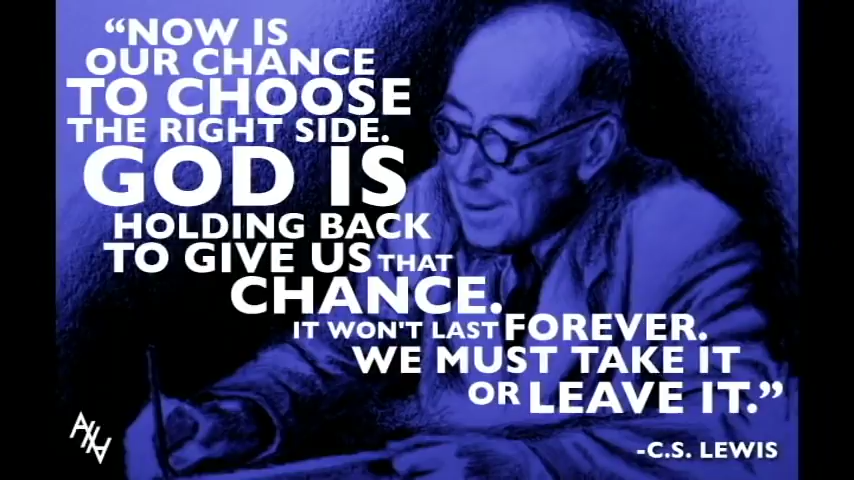 “NOW IS
OUR CHANCE
TO CHOOSE
THE RIGHT SIDE.
GOD IS
HOLDING BACK
TO GIVE US THAT
CHANCE.
IT WON'T LAST FOREVER.
WE MUST TAKE IT
OR LEAVE IT.”
-C.S. LEWIS